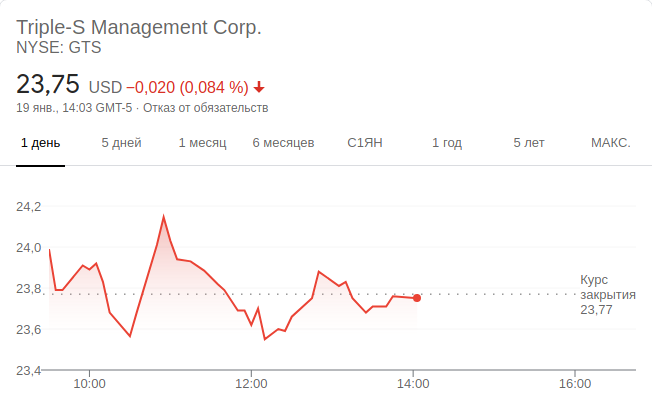 Triple-S Management Corp.
NYSE: GTS
23,75 USD −0,020 (0,084 %)
19 янв., 14:03 GMT-5 · Отказ от обязательств
1 день 5 дней 1 месяц 6 месяцев С1ЯН 1 год 5 лет МАКС.
24,2
24,0
23,8
23,6
23,4
Курс
закрытия
23,77
10:00 12:00 14:00 16:00